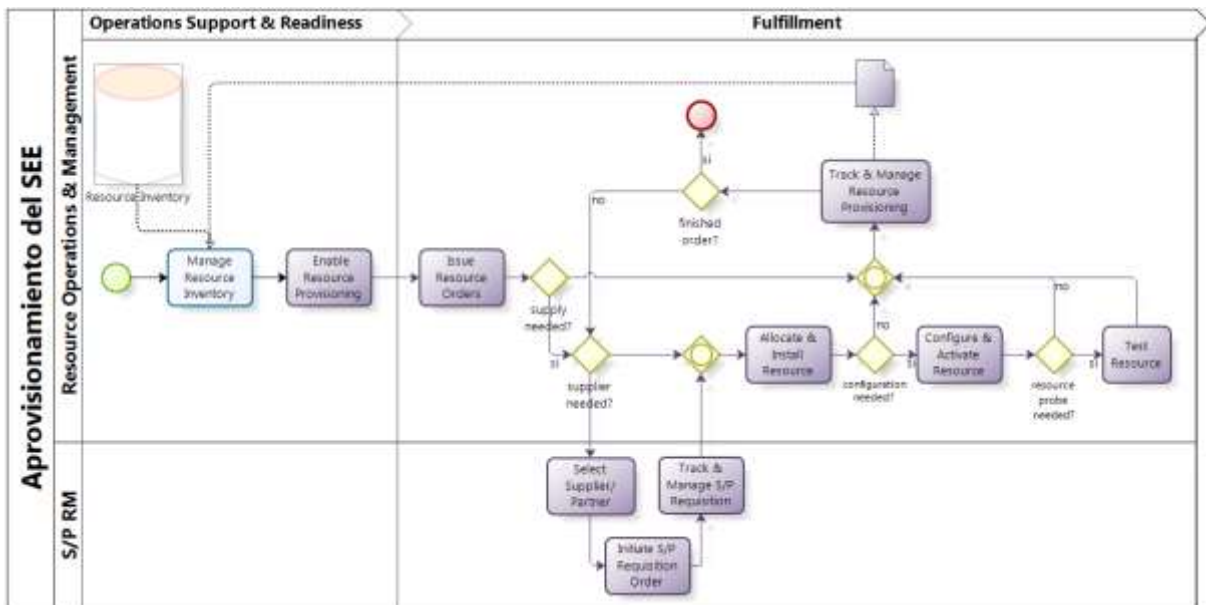 Aprovisionamiento del SEE
Operations Support & Readiness
Fulfillment
Resource Operations & Management
S/P RM
Resource Inventory
Manage
Resource
Inventory
Enable
Resource
Provisioning
Issue
Resource
Orders
supply
needed?
si
supplier
needed?
no
si
finished
order?
Track & Manage
Resource
Provisioning
Allocate &
Install
Resource
no
configuration
needed?
si
Configure &
Activate
Resource
no
resource
probe
needed?
si
Test
Resource
Select
Supplier/
Partner
Initiate S/P
Requisition
Order
Track &
Manage S/P
Requisition